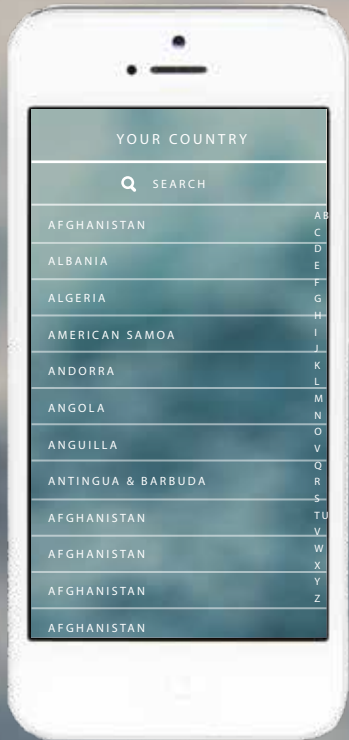 YOUR COUNTRY
SEARCH
AFGHANISTAN
ALBANIA
ALGERIA
AMERICAN SAMOA
ANDORRA
ANGOLA
ANGUILLA
ANTINGUA & BARBUDA
AFGHANISTAN
AFGHANISTAN
AFGHANISTAN
AFGHANISTAN
AB
C
D
E
F
G
H
I
J
K
L
M
N
O
V
Q
R
S
TU
V
W
X
Y
Z